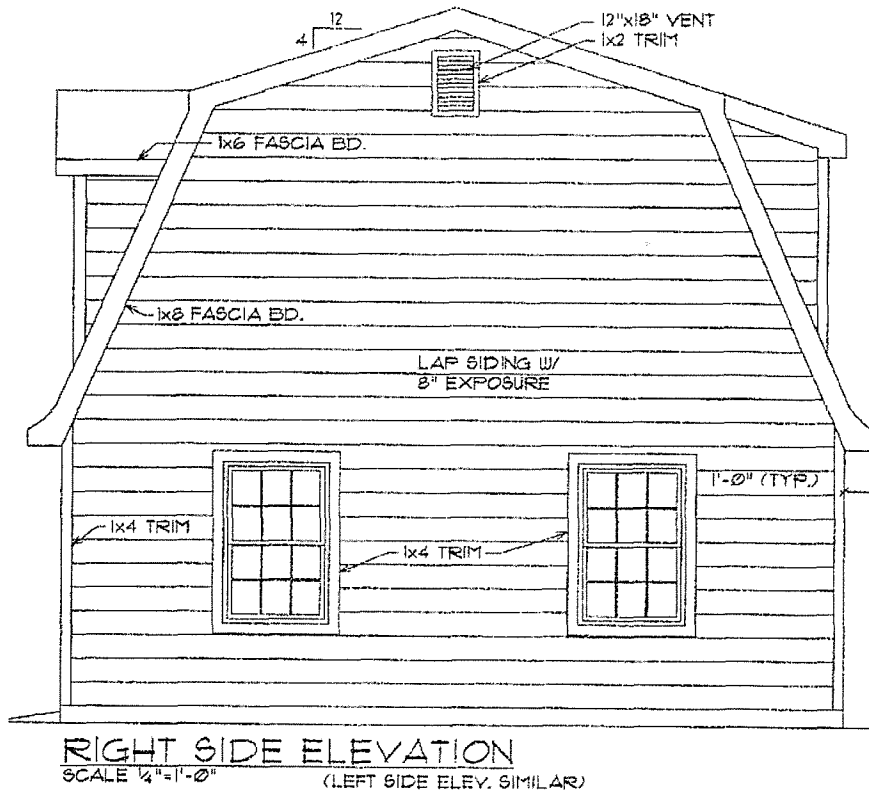 12
4
12"x18" VENT
1x2 TRIM
1x6 FASCIA BD.
1x8 FASCIA BD.
LAP SIDING W/
8" EXPOSURE
1'-0" (TYP.)
1x4 TRIM
1x4 TRIM
RIGHT SIDE ELEVATION
SCALE 1/4"=1'-0"
(LEFT SIDE ELEV. SIMILAR)